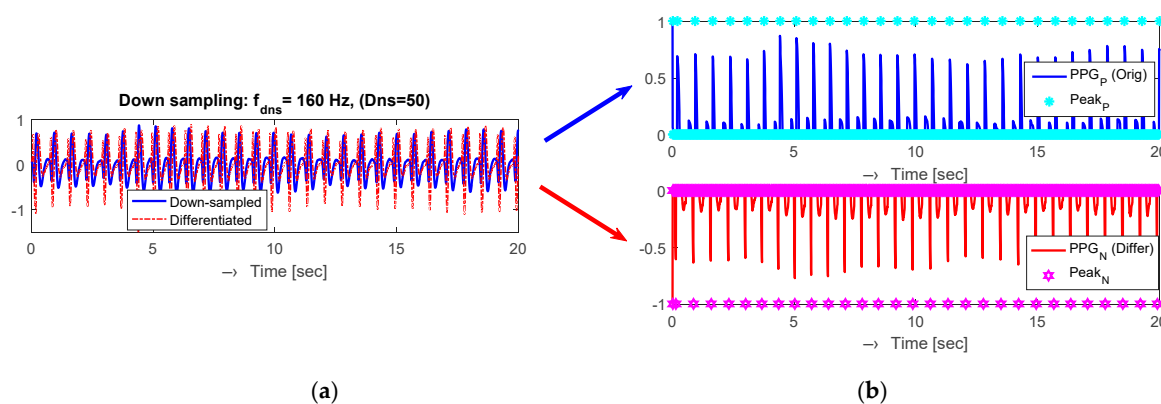 Down sampling: f_dns= 160 Hz, (Dns=50)
1
0
-1
Down-sampled
Differentiated
0 5 10 15 20
–> Time [sec]
(a)
1
0.5
0
PPG_P (Orig)
Peak_P
0 5 10 15 20
–> Time [sec]
0
-0.5
-1
PPG_N (Differ)
Peak_N
0 5 10 15 20
–> Time [sec]
(b)